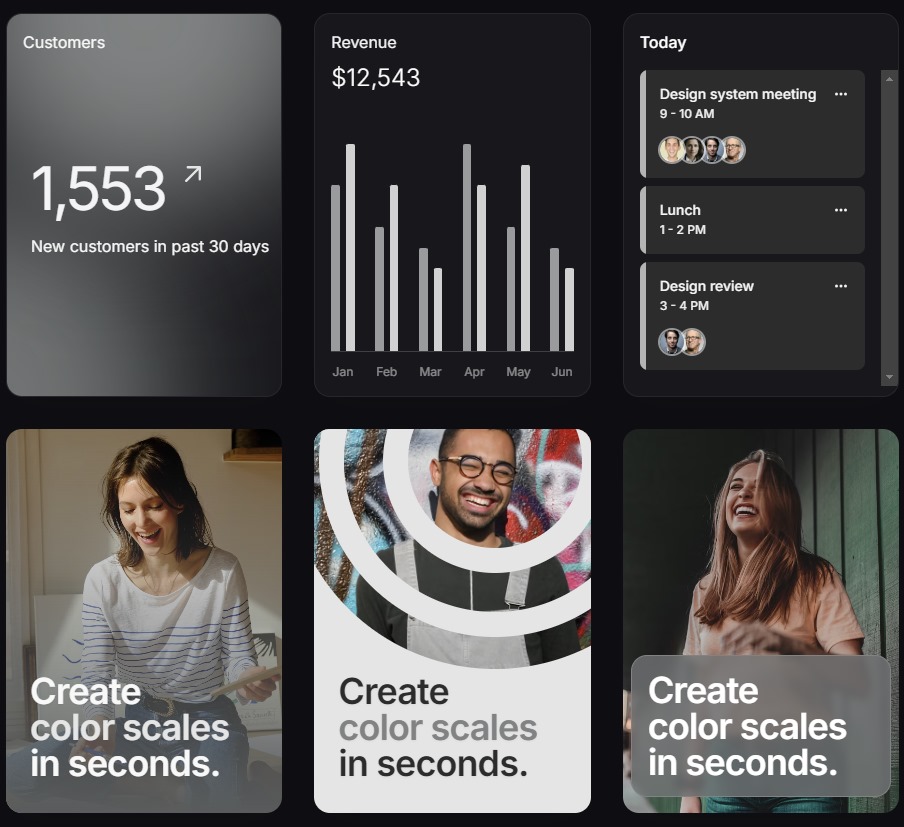 Customers
1,553
New customers in past 30 days
Revenue
$12,543
Jan Feb Mar Apr May Jun
Today
Design system meeting
9 - 10 AM
Lunch
1 - 2 PM
Design review
3 - 4 PM
Create
color scales
in seconds.
Create
color scales
in seconds.
Create
color scales
in seconds.